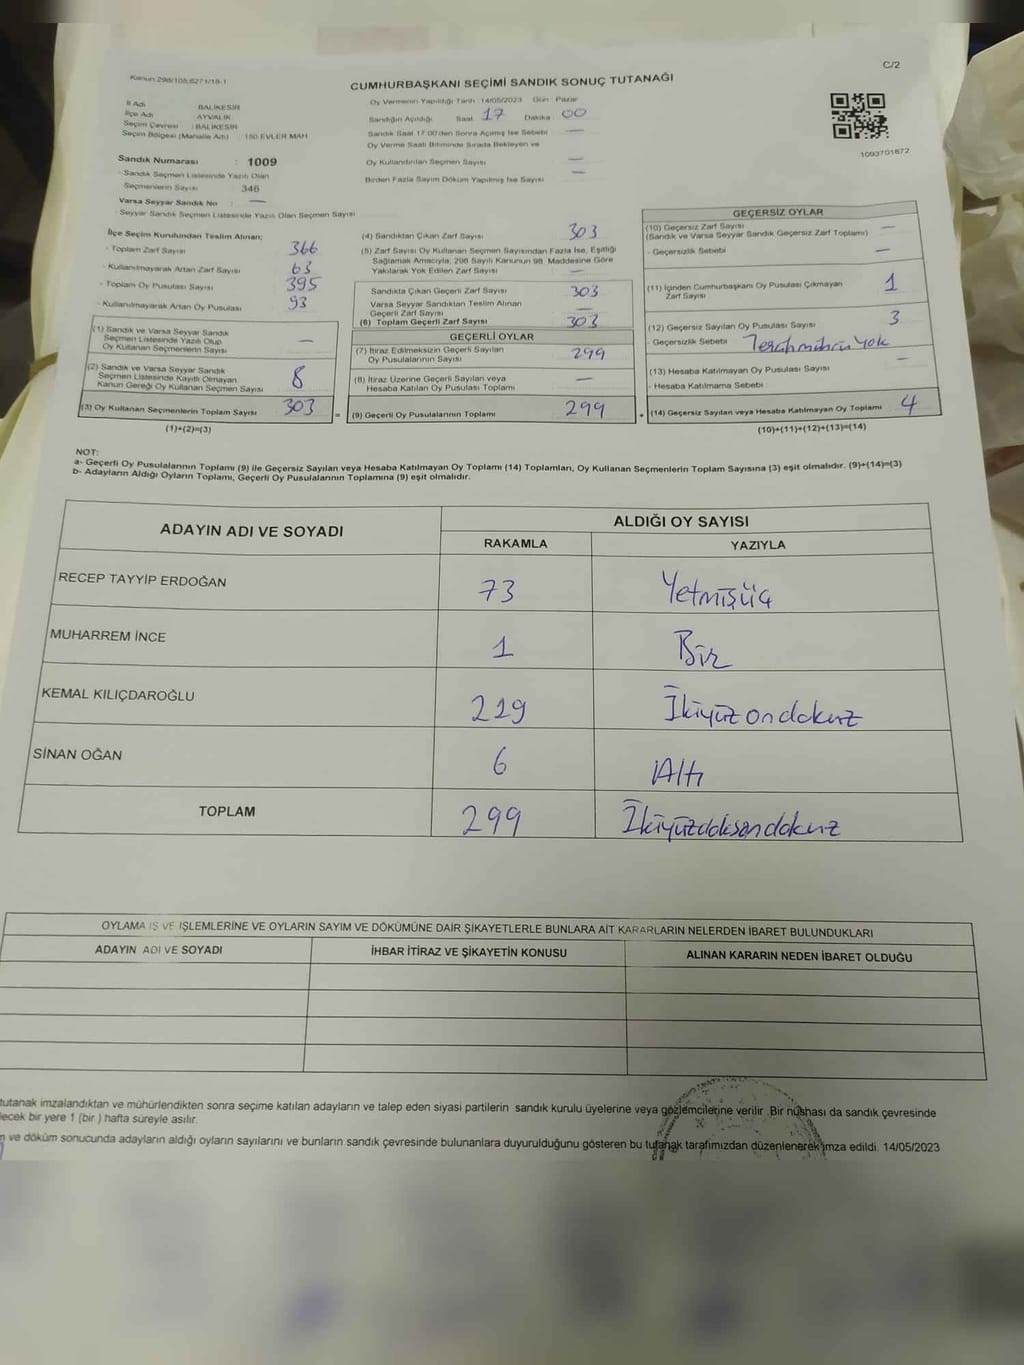 Kanun:298/105,6271/18-1
C/2
CUMHURBAŞKANI SEÇİMİ SANDIK SONUÇ TUTANAĞI
İl Adı : BALIKESİR
İlçe Adı : AYVALIK
Seçim Çevresi : BALIKESİR
Seçim Bölgesi (Mahalle Adı) : 150 EVLER MAH
Sandık Numarası : 1009
- Sandık Seçmen Listesinde Yazılı Olan
Seçmenlerin Sayısı : 346
Varsa Seyyar Sandık No : —
- Seyyar Sandık Seçmen Listesinde Yazılı Olan Seçmen Sayısı
Oy Vermenin Yapıldığı Tarih : 14/05/2023 Gün : Pazar
Sandığın Açıldığı Saat 17 Dakika 00
Sandık Saat 17:00'den Sonra Açılmış İse Sebebi —
Oy Verme Saati Bitiminde Sırada Bekleyen ve
Oy Kullandırılan Seçmen Sayısı —
Birden Fazla Sayım Döküm Yapılmış İse Sayısı —
1093701872
İlçe Seçim Kurulundan Teslim Alınan;
- Toplam Zarf Sayısı 366
- Kullanılmayarak Artan Zarf Sayısı 63
- Toplam Oy Pusulası Sayısı 395
- Kullanılmayarak Artan Oy Pusulası 93
(1) Sandık ve Varsa Seyyar Sandık
Seçmen Listesinde Yazılı Olup
Oy Kullanan Seçmenlerin Sayısı —
(2) Sandık ve Varsa Seyyar Sandık
Seçmen Listesinde Kayıtlı Olmayan
Kanun Gereği Oy Kullanan Seçmen Sayısı 8
(3) Oy Kullanan Seçmenlerin Toplam Sayısı 303
(1)+(2)=(3)
(4) Sandıktan Çıkan Zarf Sayısı 303
(5) Zarf Sayısı Oy Kullanan Seçmen Sayısından Fazla İse, Eşitliği
Sağlamak Amacıyla, 298 Sayılı Kanunun 98. Maddesine Göre
Yakılarak Yok Edilen Zarf Sayısı —
Sandıkta Çıkan Geçerli Zarf Sayısı 303
Varsa Seyyar Sandıktan Teslim Alınan
Geçerli Zarf Sayısı —
(6) Toplam Geçerli Zarf Sayısı 303
GEÇERLİ OYLAR
(7) İtiraz Edilmeksizin Geçerli Sayılan
Oy Pusulalarının Sayısı 299
(8) İtiraz Üzerine Geçerli Sayılan veya
Hesaba Katılan Oy Pusulası Toplamı —
= (9) Geçerli Oy Pusulalarının Toplamı 299
GEÇERSİZ OYLAR
(10) Geçersiz Zarf Sayısı
(Sandık ve Varsa Seyyar Sandık Geçersiz Zarf Toplamı) —
- Geçersizlik Sebebi —
(11) İçinden Cumhurbaşkanı Oy Pusulası Çıkmayan
Zarf Sayısı 1
(12) Geçersiz Sayılan Oy Pusulası Sayısı 3
- Geçersizlik Sebebi Tercih mührü Yok
(13) Hesaba Katılmayan Oy Pusulası Sayısı —
- Hesaba Katılmama Sebebi :
+ (14) Geçersiz Sayılan veya Hesaba Katılmayan Oy Toplamı 4
(10)+(11)+(12)+(13)=(14)
NOT:
a- Geçerli Oy Pusulalarının Toplamı (9) ile Geçersiz Sayılan veya Hesaba Katılmayan Oy Toplamı (14) Toplamları, Oy Kullanan Seçmenlerin Toplam Sayısına (3) eşit olmalıdır. (9)+(14)=(3)
b- Adayların Aldığı Oyların Toplamı, Geçerli Oy Pusulalarının Toplamına (9) eşit olmalıdır.
ADAYIN ADI VE SOYADI
ALDIĞI OY SAYISI
RAKAMLA YAZIYLA
RECEP TAYYİP ERDOĞAN 73 Yetmişüç
MUHARREM İNCE 1 Bir
KEMAL KILIÇDAROĞLU 219 İkiyüz ondokuz
SİNAN OĞAN 6 Altı
TOPLAM 299 İkiyüzdoksandokuz
OYLAMA İŞ VE İŞLEMLERİNE VE OYLARIN SAYIM VE DÖKÜMÜNE DAİR ŞİKAYETLERLE BUNLARA AİT KARARLARIN NELERDEN İBARET BULUNDUKLARI
ADAYIN ADI VE SOYADI İHBAR İTİRAZ VE ŞİKAYETİN KONUSU ALINAN KARARIN NEDEN İBARET OLDUĞU
tutanak imzalandıktan ve mühürlendikten sonra seçime katılan adayların ve talep eden siyasi partilerin sandık kurulu üyelerine veya gözlemcilerine verilir. Bir nüshası da sandık çevresinde
ecek bir yere 1 (bir ) hafta süreyle asılır.
ve döküm sonucunda adayların aldığı oyların sayılarını ve bunların sandık çevresinde bulunanlara duyurulduğunu gösteren bu tutanak tarafımızdan düzenlenerek imza edildi. 14/05/2023